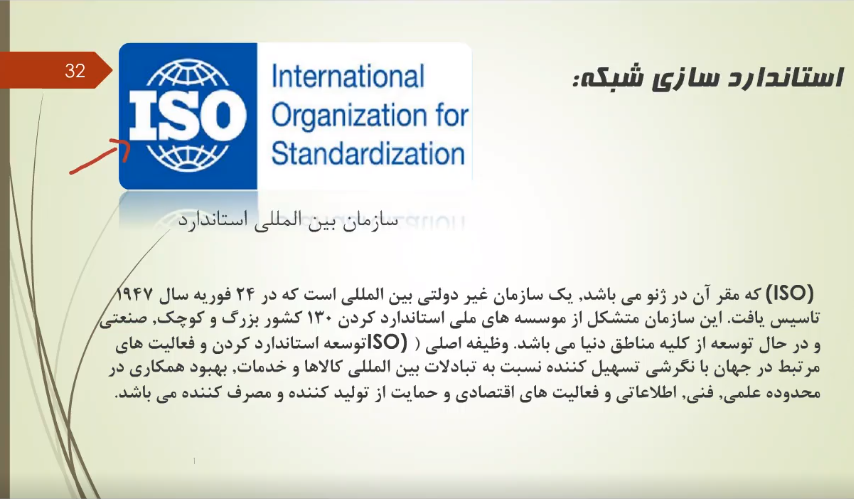 32
استاندارد سازی شبکه:
ISO
International
Organization for
Standardization
سازمان بین المللی استاندارد
(ISO) که مقر آن در ژنو می باشد, یک سازمان غیر دولتی بین المللی است که در ۲۴ فوریه سال ۱۹۴۷
تاسیس یافت. این سازمان متشکل از موسسه های ملی استاندارد کردن ۱۳۰ کشور بزرگ و کوچک, صنعتی
و در حال توسعه از کلیه مناطق دنیا می باشد. وظیفه اصلی ( (ISOتوسعه استاندارد کردن و فعالیت های
مرتبط در جهان با نگرشی تسهیل کننده نسبت به تبادلات بین المللی کالاها و خدمات, بهبود همکاری در
محدوده علمی, فنی, اطلاعاتی و فعالیت های اقتصادی و حمایت از تولید کننده و مصرف کننده می باشد.